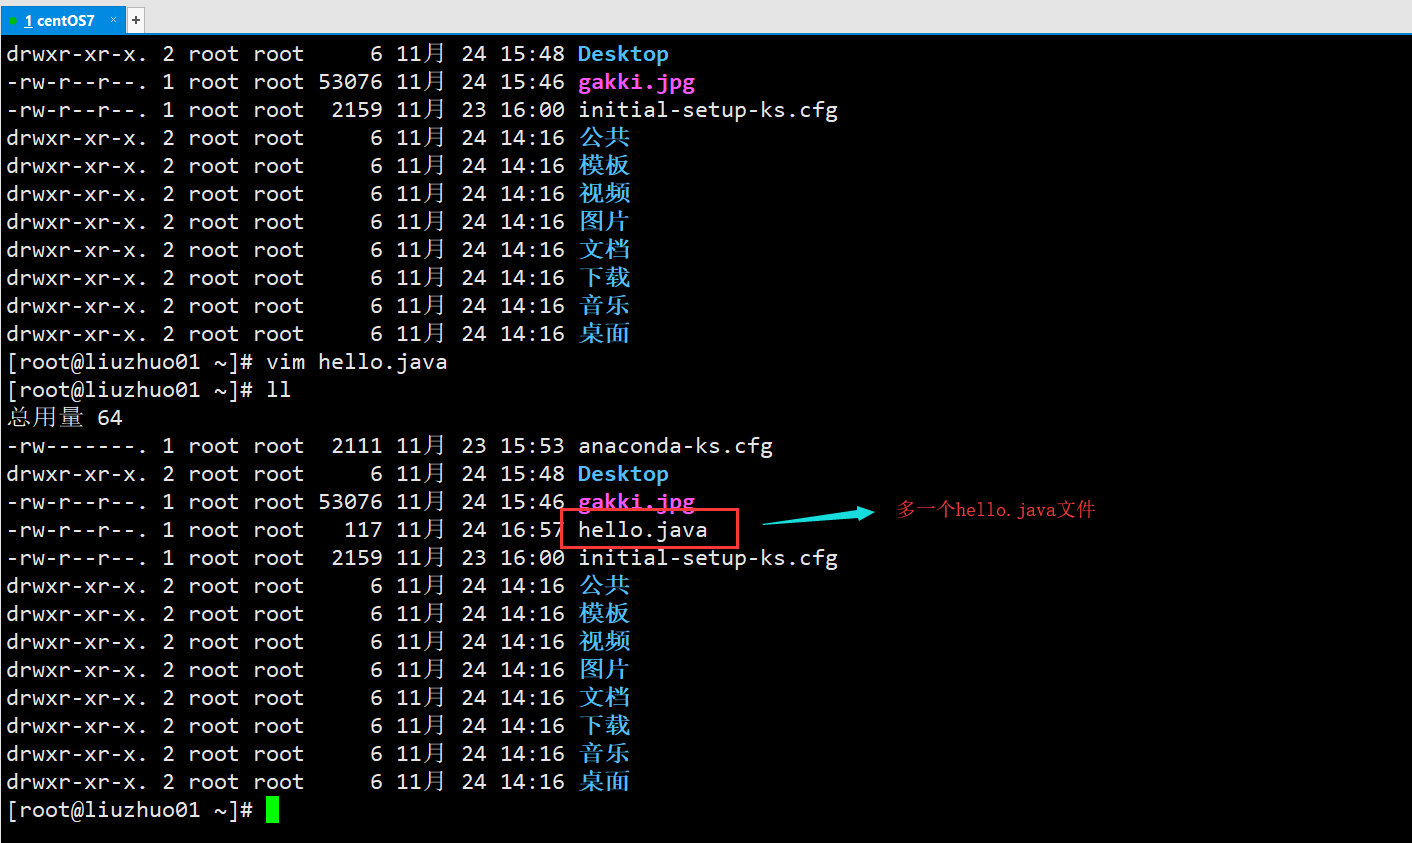 1 centOS7 × +
drwxr-xr-x. 2 root root     6 11月  24 15:48 Desktop
-rw-r--r--. 1 root root 53076 11月  24 15:46 gakki.jpg
-rw-r--r--. 1 root root  2159 11月  23 16:00 initial-setup-ks.cfg
drwxr-xr-x. 2 root root     6 11月  24 14:16 公共
drwxr-xr-x. 2 root root     6 11月  24 14:16 模板
drwxr-xr-x. 2 root root     6 11月  24 14:16 视频
drwxr-xr-x. 2 root root     6 11月  24 14:16 图片
drwxr-xr-x. 2 root root     6 11月  24 14:16 文档
drwxr-xr-x. 2 root root     6 11月  24 14:16 下载
drwxr-xr-x. 2 root root     6 11月  24 14:16 音乐
drwxr-xr-x. 2 root root     6 11月  24 14:16 桌面
[root@liuzhuo01 ~]# vim hello.java
[root@liuzhuo01 ~]# ll
总用量 64
-rw-------. 1 root root  2111 11月  23 15:53 anaconda-ks.cfg
drwxr-xr-x. 2 root root     6 11月  24 15:48 Desktop
-rw-r--r--. 1 root root 53076 11月  24 15:46 gakki.jpg
-rw-r--r--  1 root root   117 11月  24 16:57 hello.java 多一个hello.java文件
-rw-r--r--. 1 root root  2159 11月  23 16:00 initial-setup-ks.cfg
drwxr-xr-x. 2 root root     6 11月  24 14:16 公共
drwxr-xr-x. 2 root root     6 11月  24 14:16 模板
drwxr-xr-x. 2 root root     6 11月  24 14:16 视频
drwxr-xr-x. 2 root root     6 11月  24 14:16 图片
drwxr-xr-x. 2 root root     6 11月  24 14:16 文档
drwxr-xr-x. 2 root root     6 11月  24 14:16 下载
drwxr-xr-x. 2 root root     6 11月  24 14:16 音乐
drwxr-xr-x. 2 root root     6 11月  24 14:16 桌面
[root@liuzhuo01 ~]#